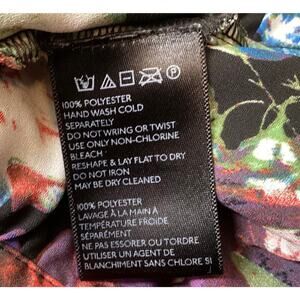 100% POLYESTER
HAND WASH COLD
SEPARATELY
DO NOT WRING OR TWIST
USE ONLY NON-CHLORINE
BLEACH
RESHAPE & LAY FLAT TO DRY
DO NOT IRON
MAY BE DRY CLEANED
100% POLYESTER
LAVAGE À LA MAIN À
TEMPÉRATURE FROIDE
SÉPARÉMENT
NE PAS ESSORER OU TORDRE
UTILISER UN AGENT DE
BLANCHIMENT SANS CHLORE SI